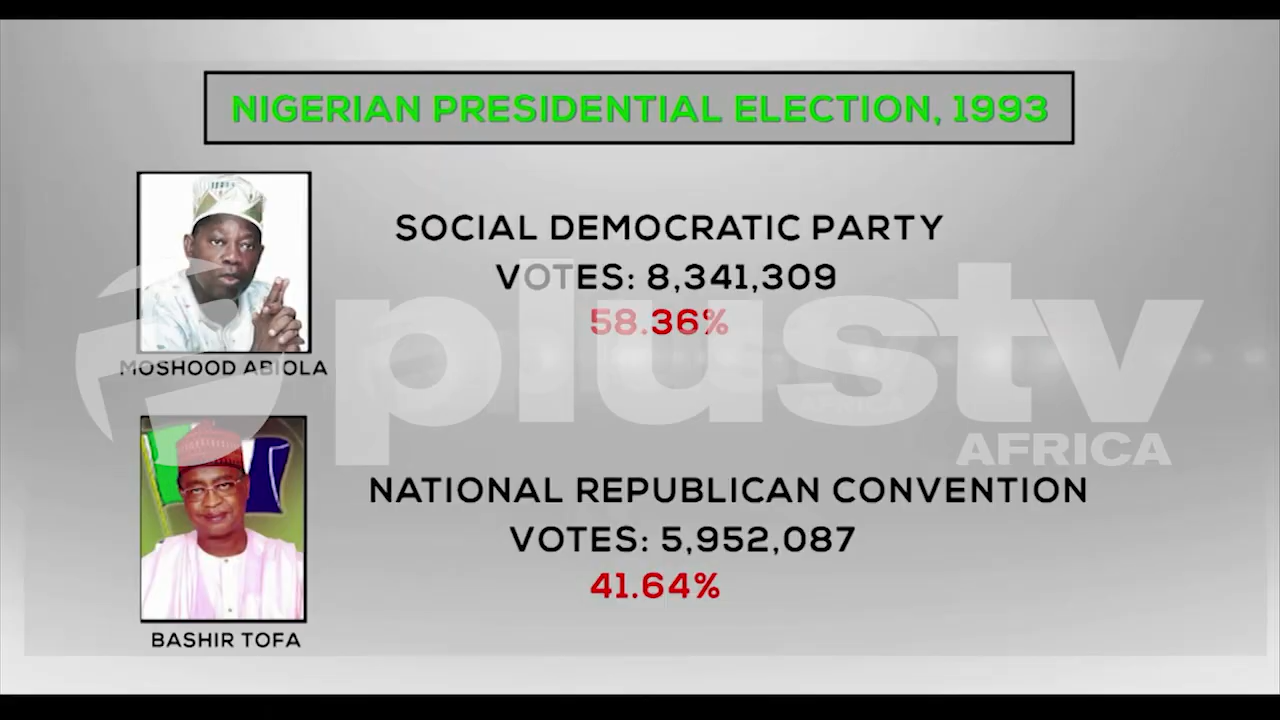 NIGERIAN PRESIDENTIAL ELECTION, 1993
SOCIAL DEMOCRATIC PARTY
VOTES: 8,341,309
58.36%
MOSHOOD ABIOLA
plustv
AFRICA
AFRICA
NATIONAL REPUBLICAN CONVENTION
VOTES: 5,952,087
41.64%
BASHIR TOFA